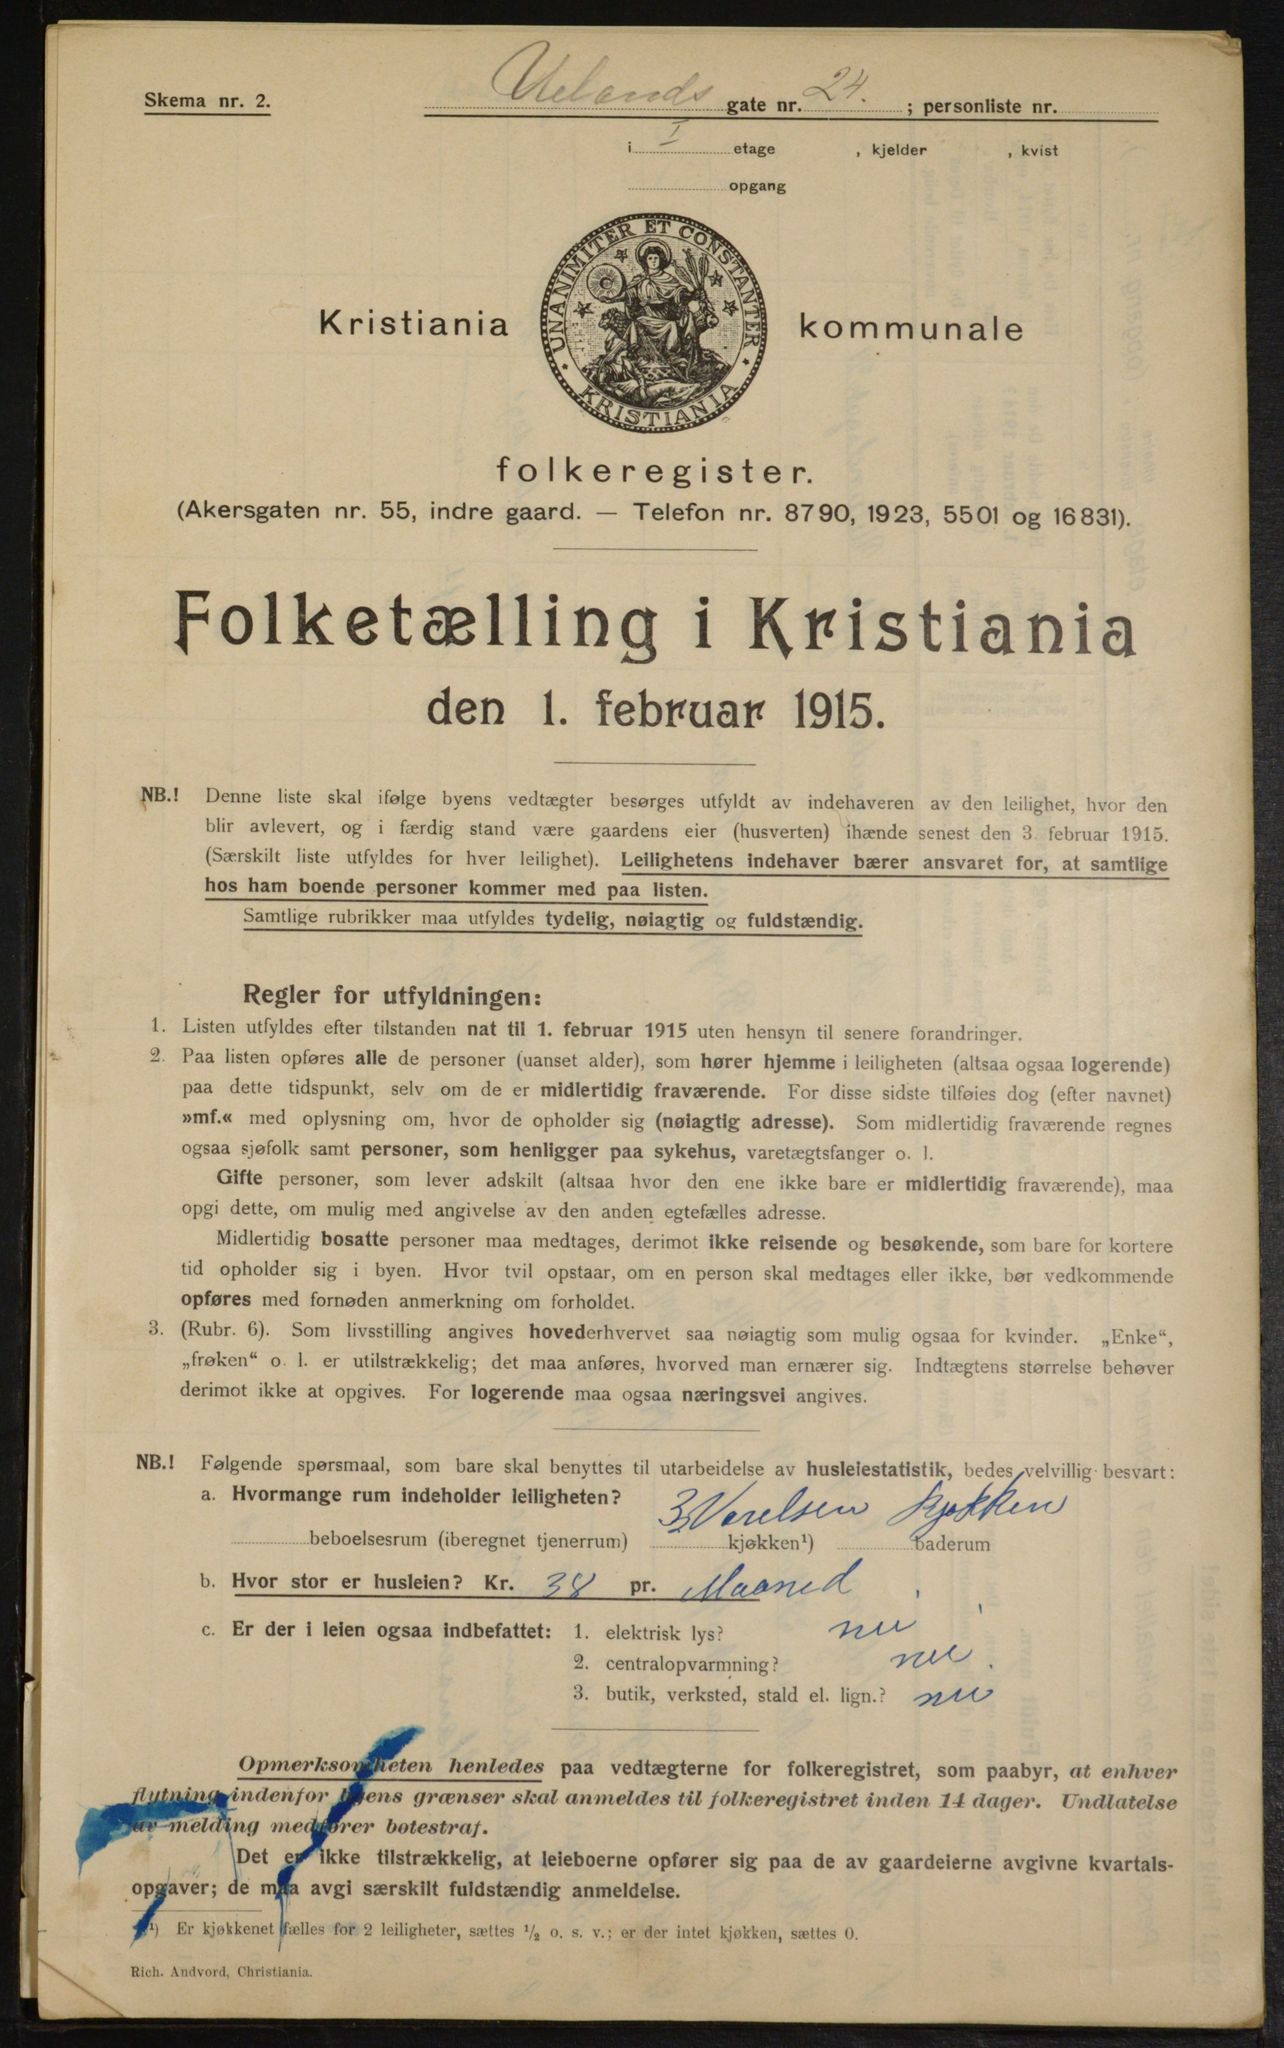 Skema nr. 2.
Uelands gate nr. 24. ; personliste nr.
i I etage , kjelder , kvist
opgang
UNANIMITER ET CONSTANTER
KRISTIANIA
Kristiania kommunale
folkeregister.
(Akersgaten nr. 55, indre gaard. — Telefon nr. 8790, 1923, 5501 og 16831).
Folketælling i Kristiania
den 1. februar 1915.
NB.! Denne liste skal ifølge byens vedtægter besørges utfyldt av indehaveren av den leilighet, hvor den
blir avlevert, og i færdig stand være gaardens eier (husverten) ihænde senest den 3. februar 1915.
(Særskilt liste utfyldes for hver leilighet). Leilighetens indehaver bærer ansvaret for, at samtlige
hos ham boende personer kommer med paa listen.
Samtlige rubrikker maa utfyldes tydelig, nøiagtig og fuldstændig.
Regler for utfyldningen:
1. Listen utfyldes efter tilstanden nat til 1. februar 1915 uten hensyn til senere forandringer.
2. Paa listen opføres alle de personer (uanset alder), som hører hjemme i leiligheten (altsaa ogsaa logerende)
paa dette tidspunkt, selv om de er midlertidig fraværende. For disse sidste tilføies dog (efter navnet)
»mf.« med oplysning om, hvor de opholder sig (nøiagtig adresse). Som midlertidig fraværende regnes
ogsaa sjøfolk samt personer, som henligger paa sykehus, varetægtsfanger o. l.
Gifte personer, som lever adskilt (altsaa hvor den ene ikke bare er midlertidig fraværende), maa
opgi dette, om mulig med angivelse av den anden egtefælles adresse.
Midlertidig bosatte personer maa medtages, derimot ikke reisende og besøkende, som bare for kortere
tid opholder sig i byen. Hvor tvil opstaar, om en person skal medtages eller ikke, bør vedkommende
opføres med fornøden anmerkning om forholdet.
3. (Rubr. 6). Som livsstilling angives hovederhvervet saa nøiagtig som mulig ogsaa for kvinder. „Enke“,
„frøken“ o. l. er utilstrækkelig; det maa anføres, hvorved man ernærer sig. Indtægtens størrelse behøver
derimot ikke at opgives. For logerende maa ogsaa næringsvei angives.
NB.! Følgende spørsmaal, som bare skal benyttes til utarbeidelse av husleiestatistik, bedes velvillig besvart:
a. Hvormange rum indeholder leiligheten? 3 Værelsen kjøkken
beboelsesrum (iberegnet tjenerrum) kjøkken¹) baderum
b. Hvor stor er husleien? Kr. 38 pr. Maaned
c. Er der i leien ogsaa indbefattet: 1. elektrisk lys? nei
2. centralopvarmning? nei
3. butik, verksted, stald el. lign.? nei
Opmerksomheten henledes paa vedtægterne for folkeregistret, som paabyr, at enhver
flytning indenfor byens grænser skal anmeldes til folkeregistret inden 14 dager. Undlatelse
av melding medfører botestraf.
Det er ikke tilstrækkelig, at leieboerne opfører sig paa de av gaardeierne avgivne kvartals-
opgaver; de maa avgi særskilt fuldstændig anmeldelse.
¹) Er kjøkkenet fælles for 2 leiligheter, sættes ½ o. s. v.; er der intet kjøkken, sættes 0.
Rich. Andvord, Christiania.